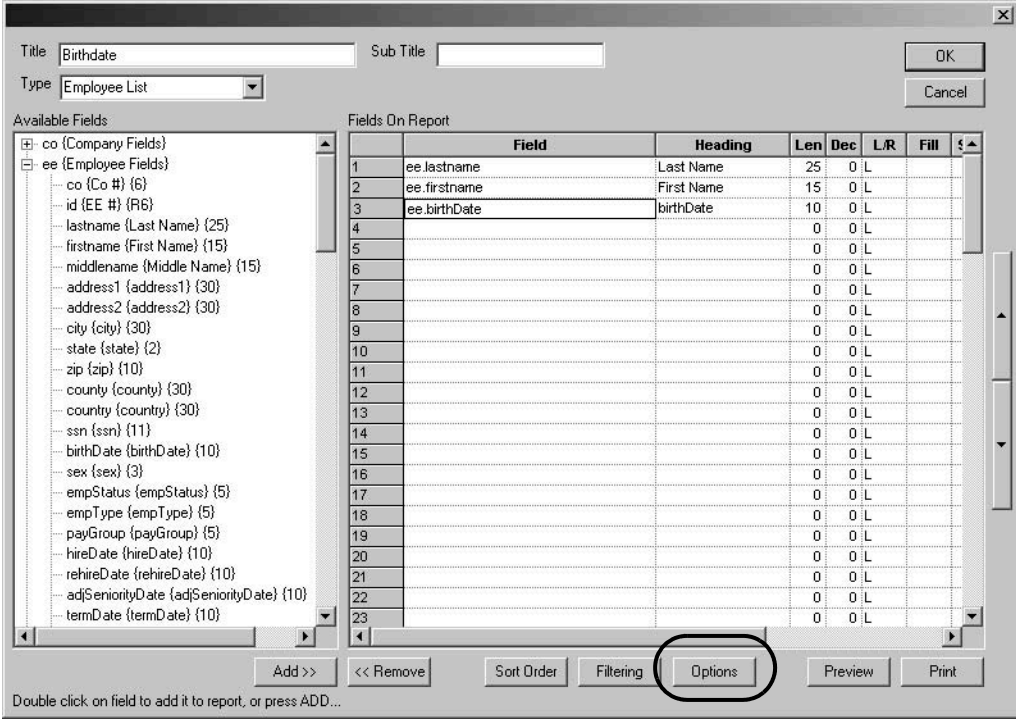 Title Birthdate Sub Title OK
Type Employee List Cancel
Available Fields Fields On Report
co {Company Fields}
ee {Employee Fields}
co {Co #} {6}
id {EE #} {R6}
lastname {Last Name} {25}
firstname {First Name} {15}
middlename {Middle Name} {15}
address1 {address1} {30}
address2 {address2} {30}
city {city} {30}
state {state} {2}
zip {zip} {10}
county {county} {30}
country {country} {30}
ssn {ssn} {11}
birthDate {birthDate} {10}
sex {sex} {3}
empStatus {empStatus} {5}
empType {empType} {5}
payGroup {payGroup} {5}
hireDate {hireDate} {10}
rehireDate {rehireDate} {10}
adjSeniorityDate {adjSeniorityDate} {10}
termDate {termDate} {10}
Field Heading Len Dec L/R Fill
1 ee.lastname Last Name 25 0 L
2 ee.firstname First Name 15 0 L
3 ee.birthDate birthDate 10 0 L
4 0 0 L
5 0 0 L
6 0 0 L
7 0 0 L
8 0 0 L
9 0 0 L
10 0 0 L
11 0 0 L
12 0 0 L
13 0 0 L
14 0 0 L
15 0 0 L
16 0 0 L
17 0 0 L
18 0 0 L
19 0 0 L
20 0 0 L
21 0 0 L
22 0 0 L
23 0 0 L
Add >> << Remove Sort Order Filtering Options Preview Print
Double click on field to add it to report, or press ADD...